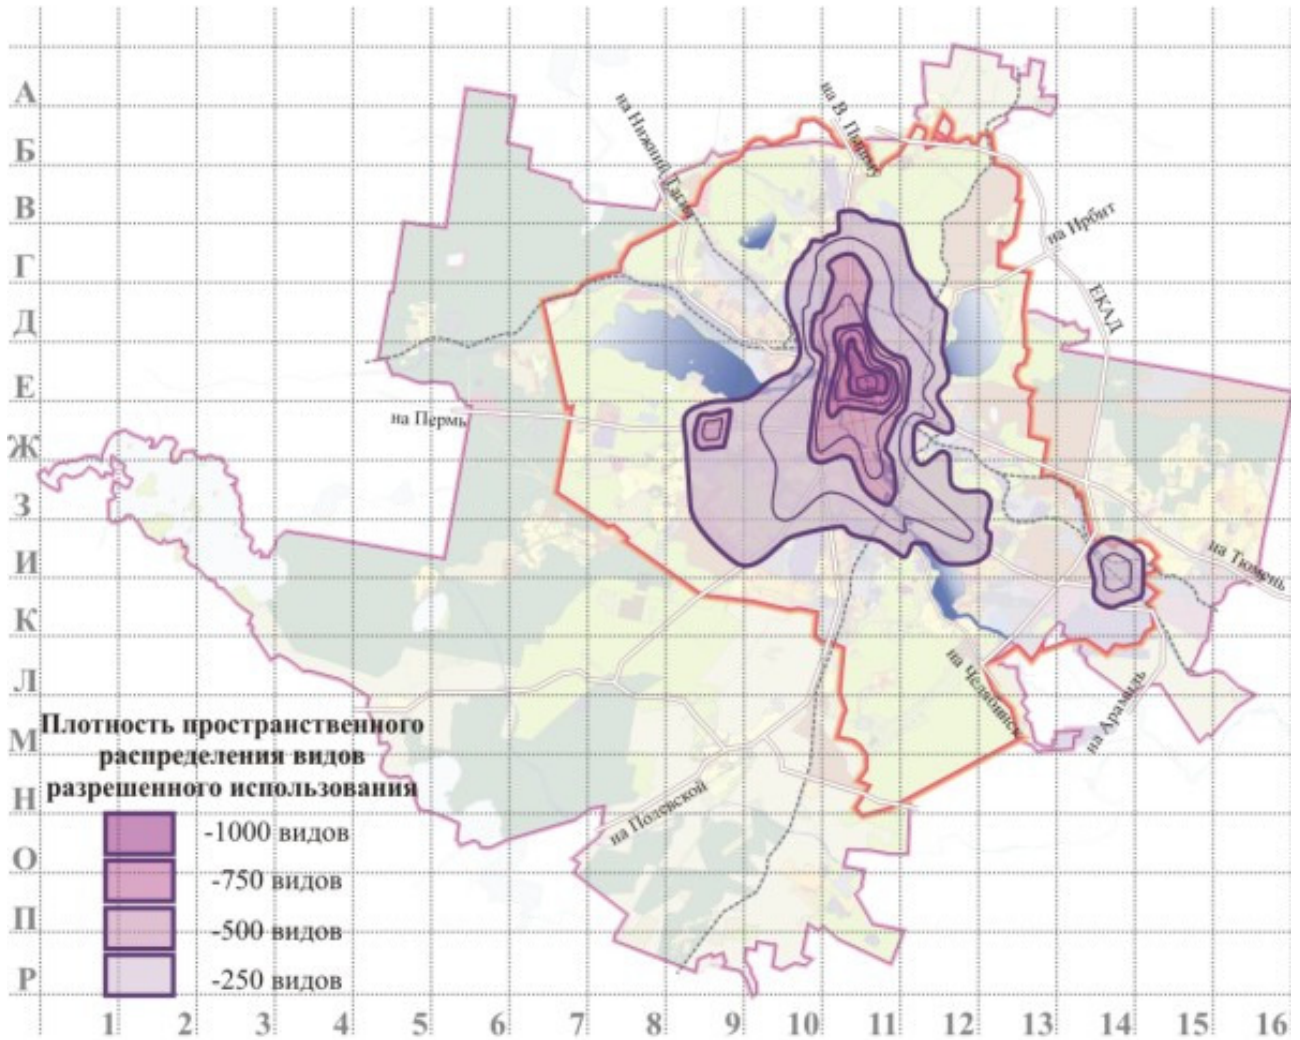 А
Б
В
Г
Д
Е
Ж
З
И
К
Л
М
Н
О
П
Р
на Нижний Тагил
на В. Пышму
на Ирбит
ЕКАД
на Пермь
на Тюмень
на Челябинск
на Арамиль
на Полевской
Плотность пространственного
распределения видов
разрешенного использования
-1000 видов
-750 видов
-500 видов
-250 видов
1 2 3 4 5 6 7 8 9 10 11 12 13 14 15 16